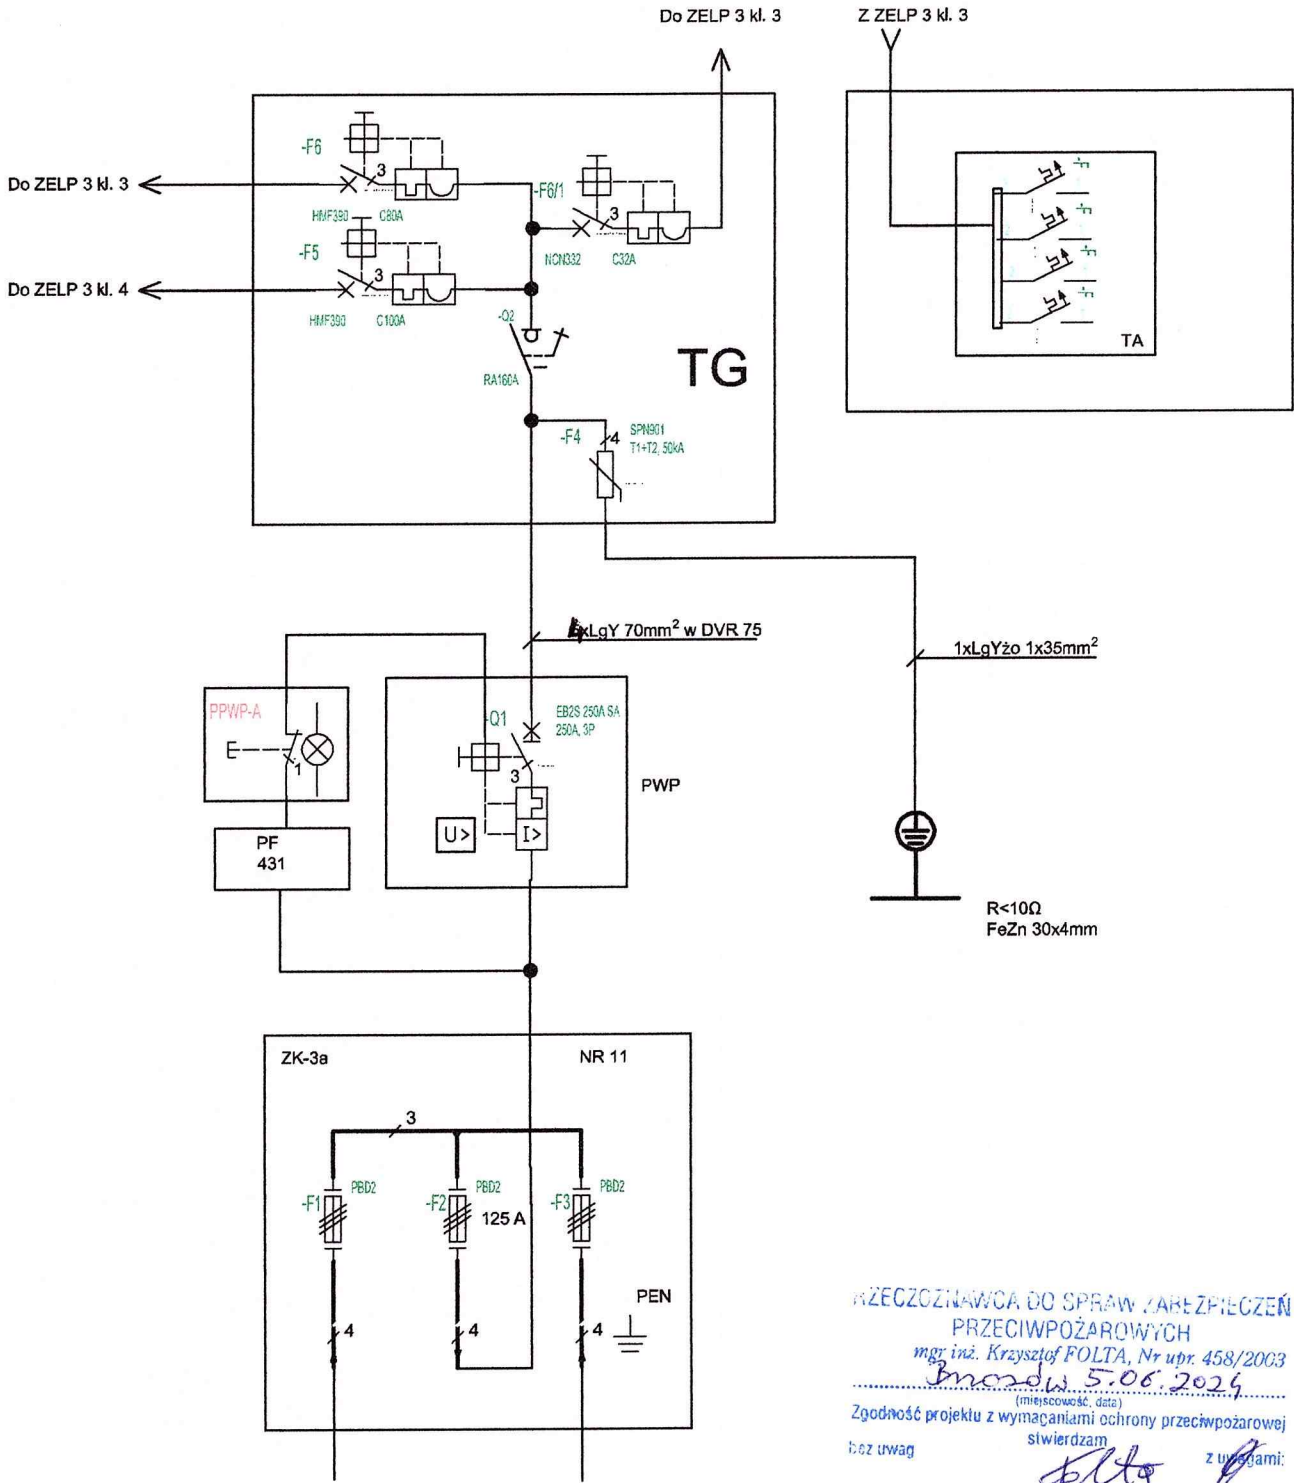 Do ZELP 3 kl. 3
Z ZELP 3 kl. 3
-F6
3
Do ZELP 3 kl. 3
HMF390
C80A
-F6/1
3
NCN332
C32A
-F5
3
Do ZELP 3 kl. 4
HMF390
C100A
-Q2
RA160A
TG
-F
-F
-F
-F
TA
-F4
4
SPN901
T1+T2, 50kA
xLgY 70mm² w DVR 75
1xLgYżo 1x35mm²
PPWP-A
1
-Q1
EB2S 250A SA
250A, 3P
3
PWP
U>
I>
PF
431
R<10Ω
FeZn 30x4mm
ZK-3a
NR 11
3
-F1
PBD2
-F2
PBD2
125 A
-F3
PBD2
4
4
4
PEN
RZECZOZNAWCA DO SPRAW ZABEZPIECZEŃ
PRZECIWPOŻAROWYCH
mgr inż. Krzysztof FOLTA, Nr upr. 458/2003
5.06.2024
(miejscowość, data)
Zgodność projektu z wymaganiami ochrony przeciwpożarowej
stwierdzam
bez uwag
z uwagami: